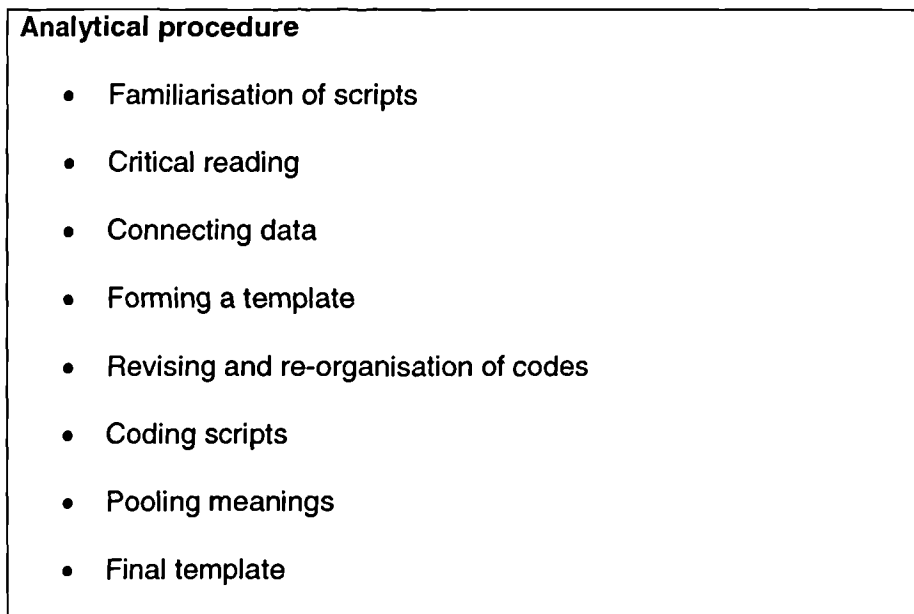 Analytical procedure
• Familiarisation of scripts
• Critical reading
• Connecting data
• Forming a template
• Revising and re-organisation of codes
• Coding scripts
• Pooling meanings
• Final template